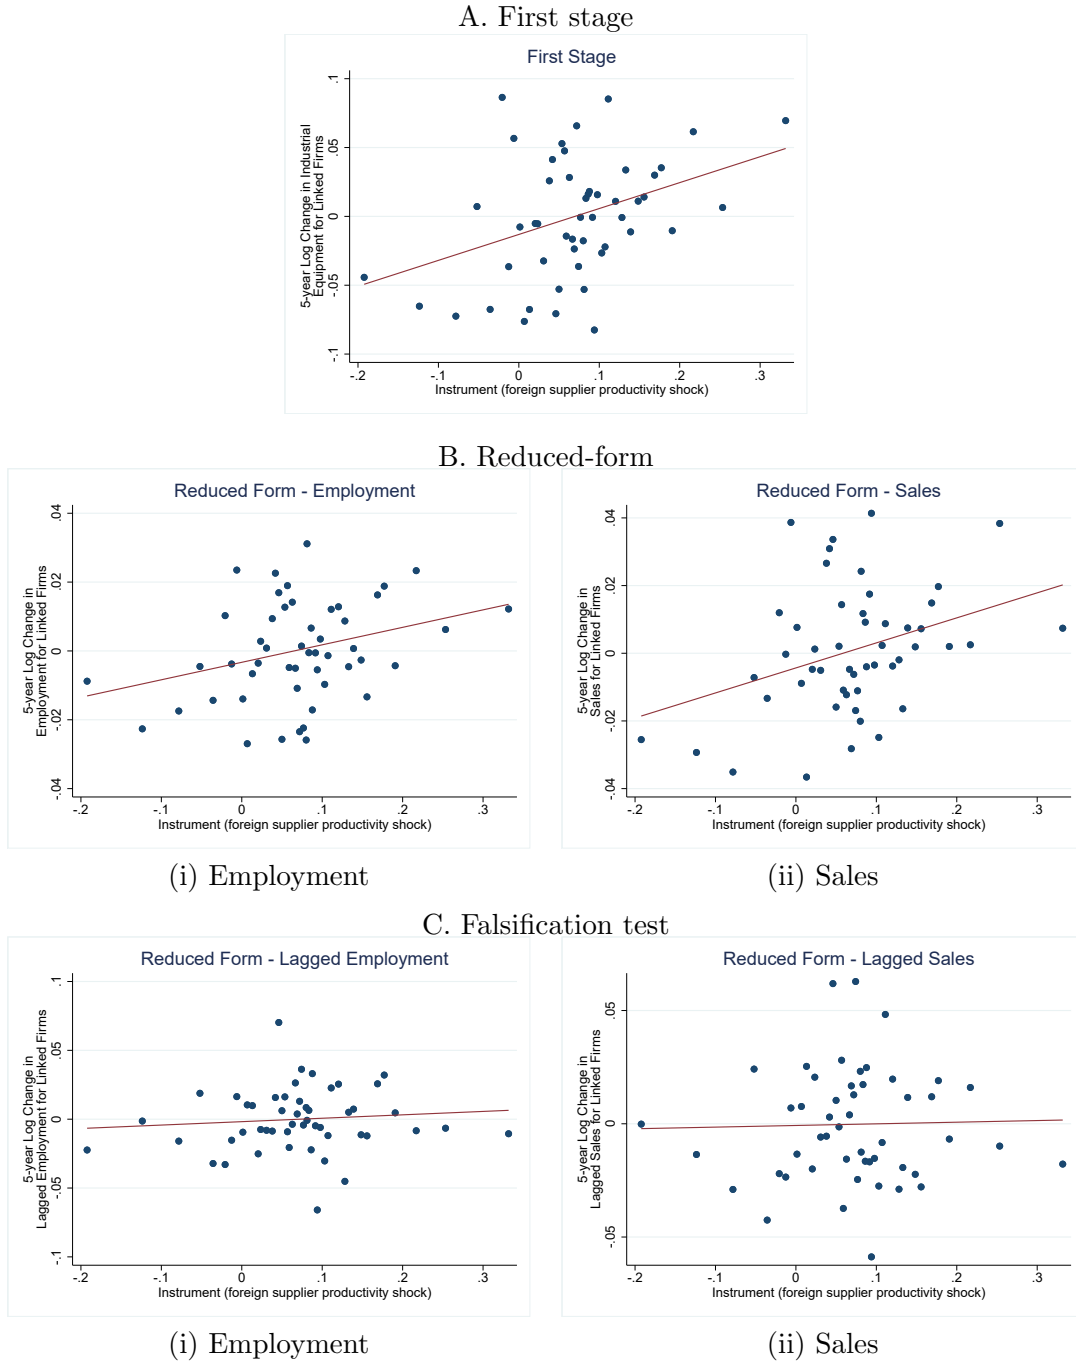 A. First stage
First Stage
5-year Log Change in Industrial
Equipment for Linked Firms
.1
.05
0
-.05
-.1
-.2 -.1 0 .1 .2 .3
Instrument (foreign supplier productivity shock)
B. Reduced-form
Reduced Form - Employment
5-year Log Change in
Employment for Linked Firms
.04
.02
0
-.02
-.04
-.2 -.1 0 .1 .2 .3
Instrument (foreign supplier productivity shock)
(i) Employment
Reduced Form - Sales
5-year Log Change in
Sales for Linked Firms
.04
.02
0
-.02
-.04
-.2 -.1 0 .1 .2 .3
Instrument (foreign supplier productivity shock)
(ii) Sales
C. Falsification test
Reduced Form - Lagged Employment
5-year Log Change in
Lagged Employment for Linked Firms
.1
.05
0
-.05
-.1
-.2 -.1 0 .1 .2 .3
Instrument (foreign supplier productivity shock)
(i) Employment
Reduced Form - Lagged Sales
5-year Log Change in
Lagged Sales for Linked Firms
.05
0
-.05
-.2 -.1 0 .1 .2 .3
Instrument (foreign supplier productivity shock)
(ii) Sales